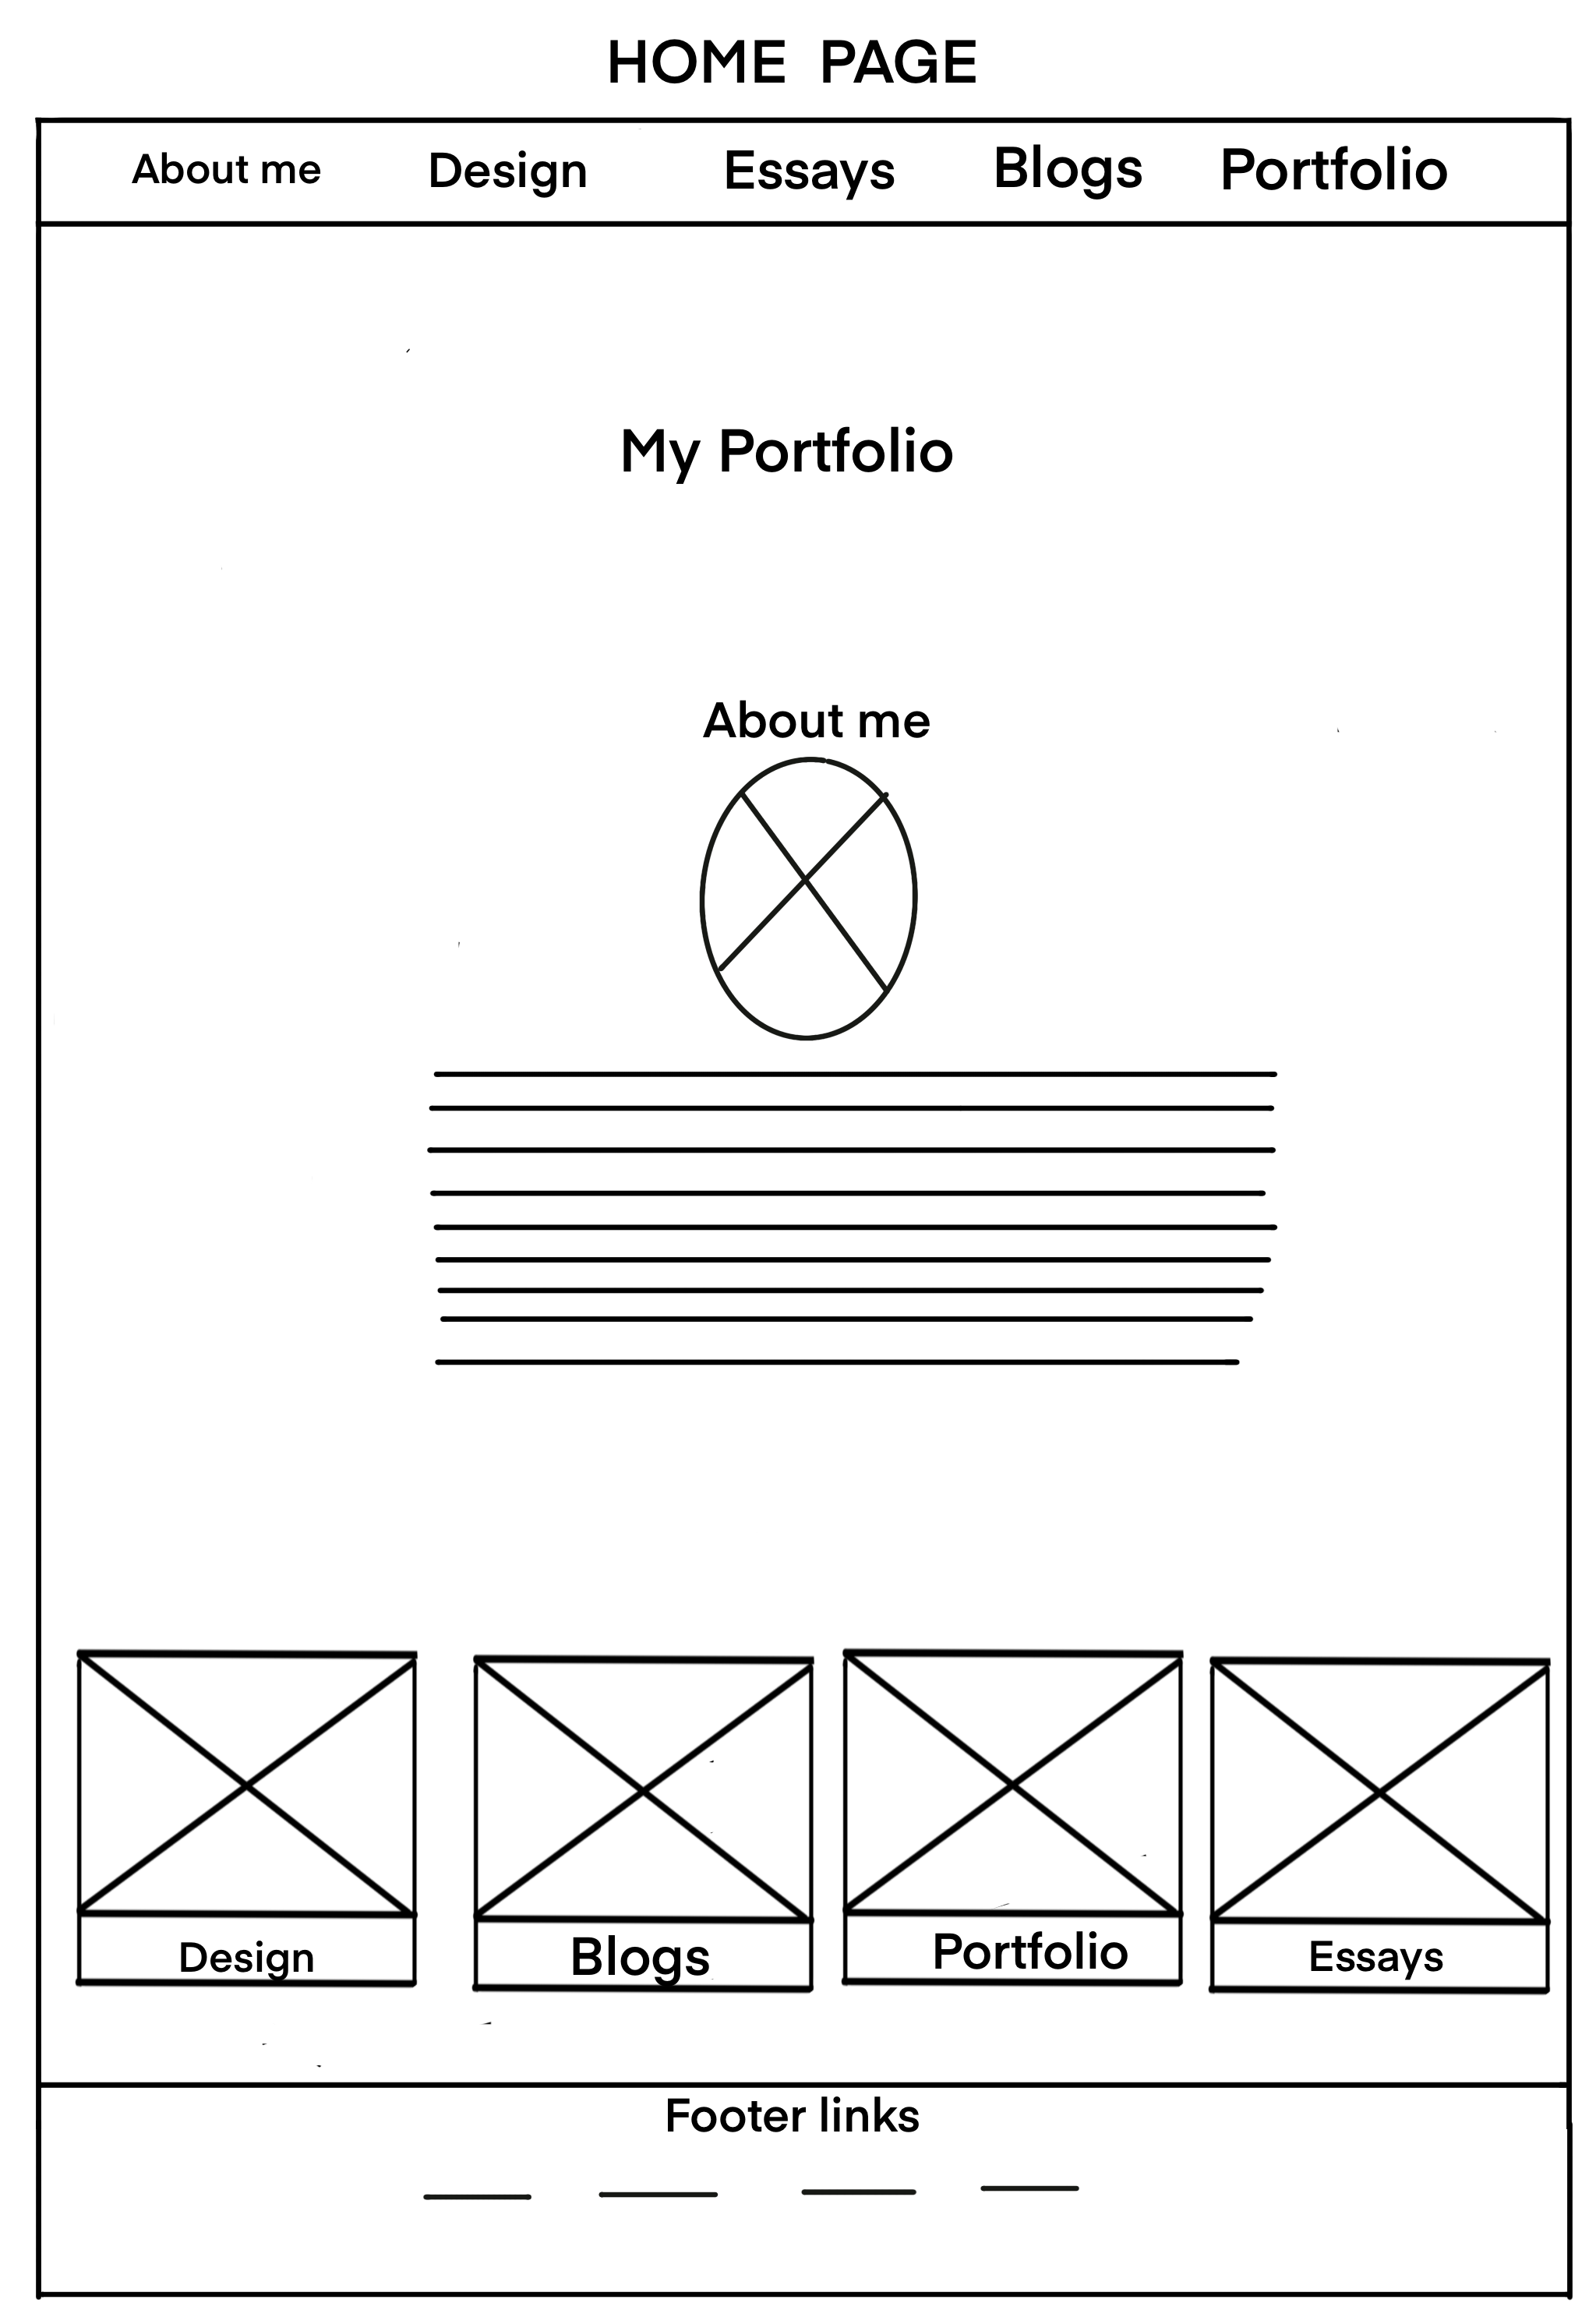 HOME PAGE
About me Design Essays Blogs Portfolio
My Portfolio
About me
Design Blogs Portfolio Essays
Footer links